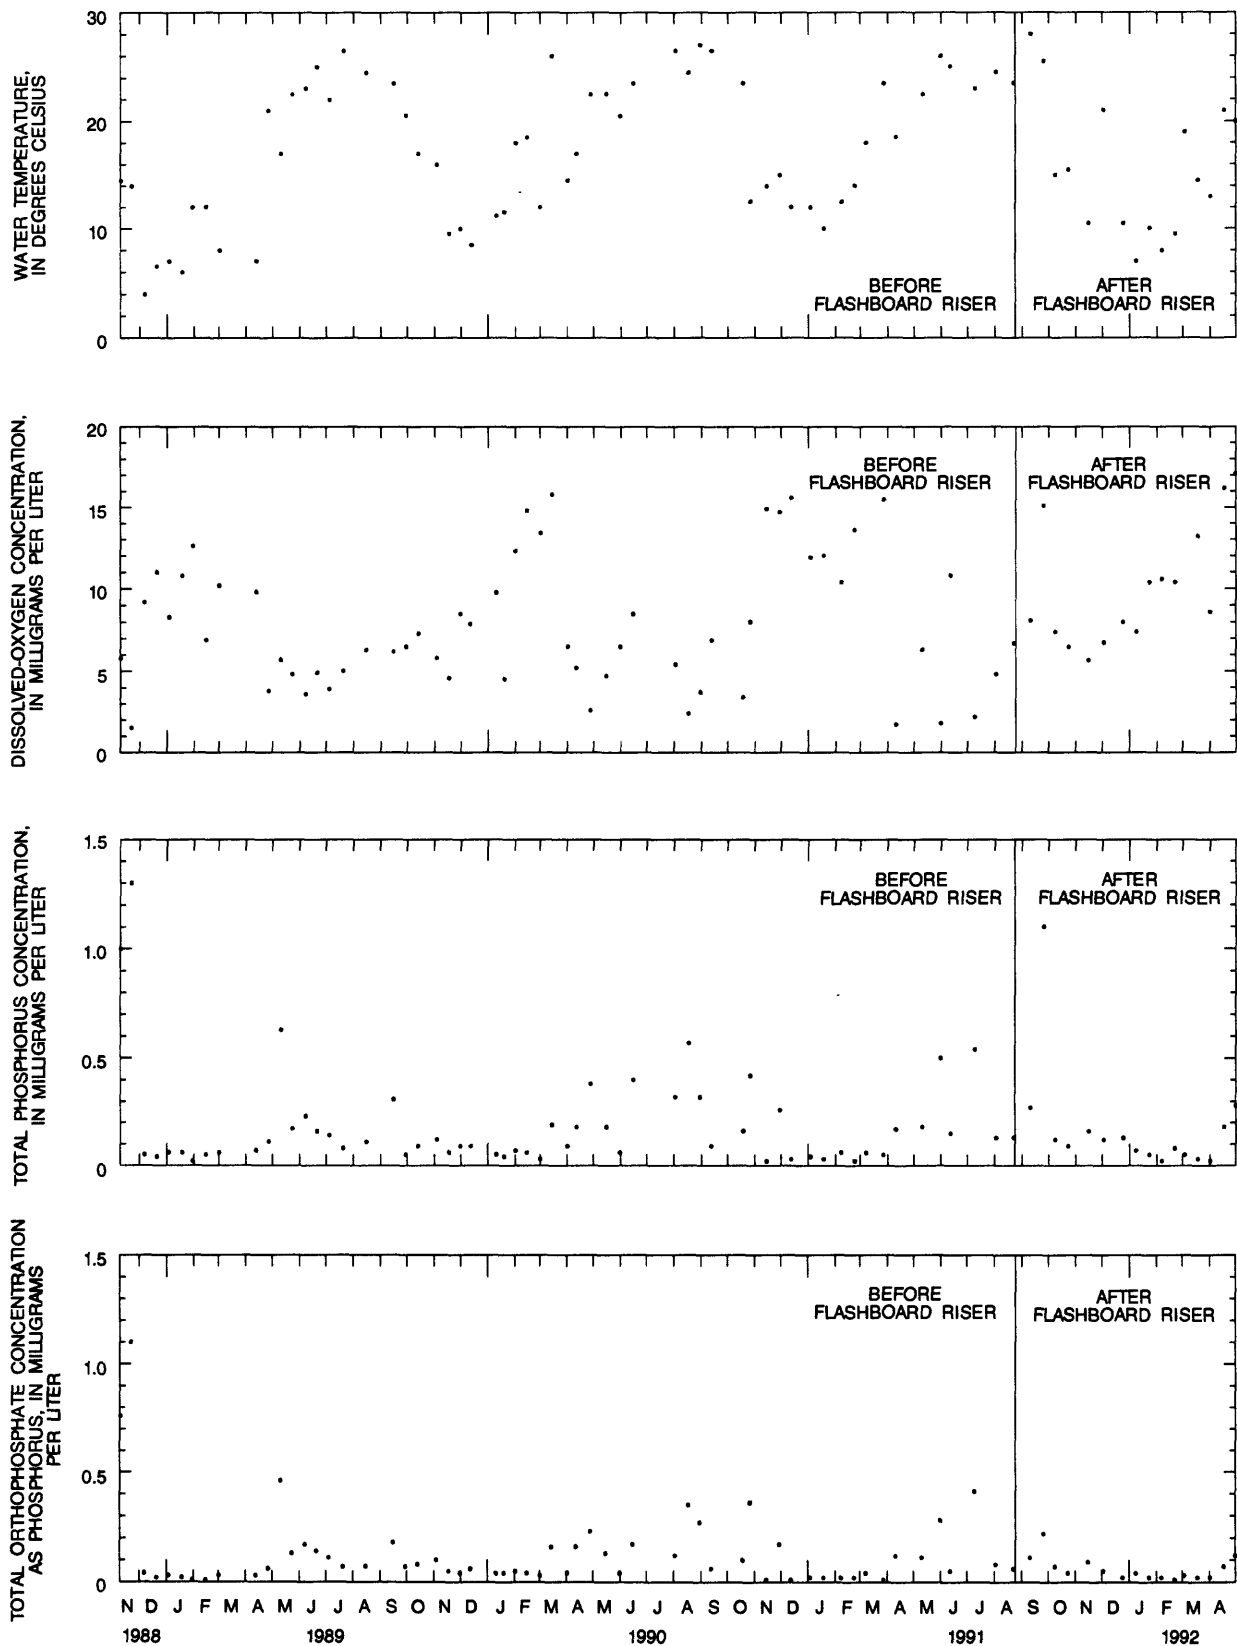 WATER TEMPERATURE,
IN DEGREES CELSIUS
30
20
10
0
BEFORE
FLASHBOARD RISER
AFTER
FLASHBOARD RISER
DISSOLVED-OXYGEN CONCENTRATION,
IN MILLIGRAMS PER LITER
20
15
10
5
0
BEFORE
FLASHBOARD RISER
AFTER
FLASHBOARD RISER
TOTAL PHOSPHORUS CONCENTRATION,
IN MILLIGRAMS PER LITER
1.5
1.0
0.5
0
BEFORE
FLASHBOARD RISER
AFTER
FLASHBOARD RISER
TOTAL ORTHOPHOSPHATE CONCENTRATION
AS PHOSPHORUS, IN MILLIGRAMS
PER LITER
1.5
1.0
0.5
0
BEFORE
FLASHBOARD RISER
AFTER
FLASHBOARD RISER
N D J F M A M J J A S O N D J F M A M J J A S O N D J F M A M J J A S O N D J F M A
1988 1989 1990 1991 1992